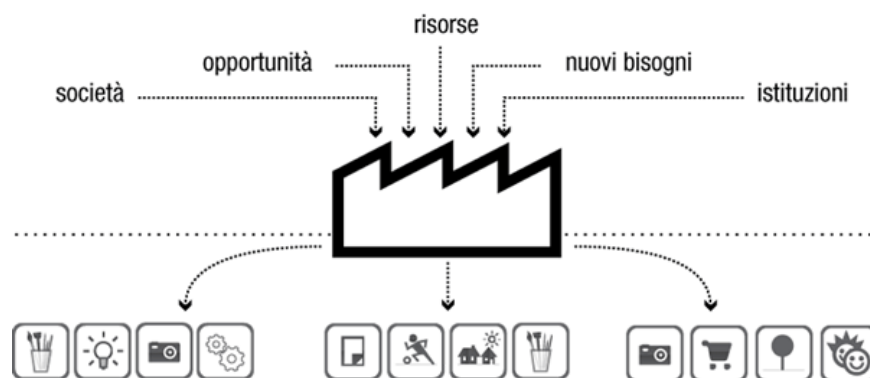 risorse
opportunità
nuovi bisogni
società
istituzioni